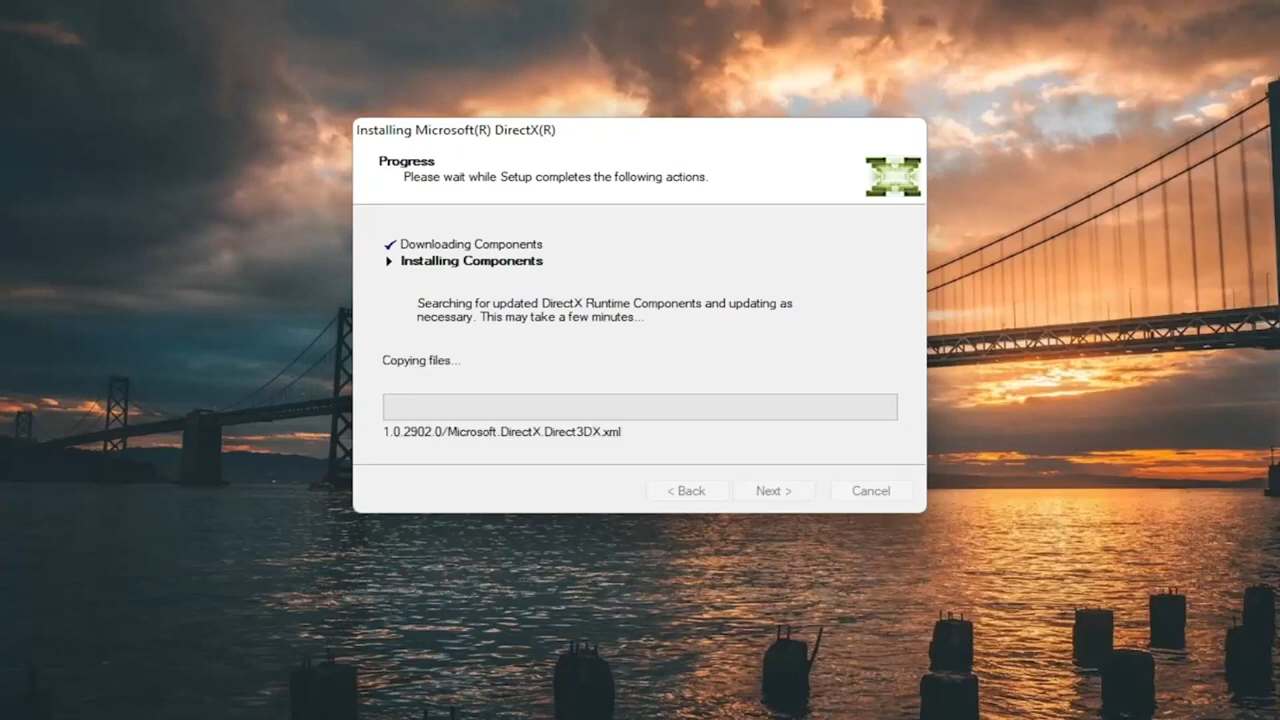 Installing Microsoft(R) DirectX(R)
Progress
Please wait while Setup completes the following actions.
Downloading Components
Installing Components
Searching for updated DirectX Runtime Components and updating as
necessary. This may take a few minutes...
Copying files...
1.0.2902.0/Microsoft.DirectX.Direct3DX.xml
< Back
Next >
Cancel